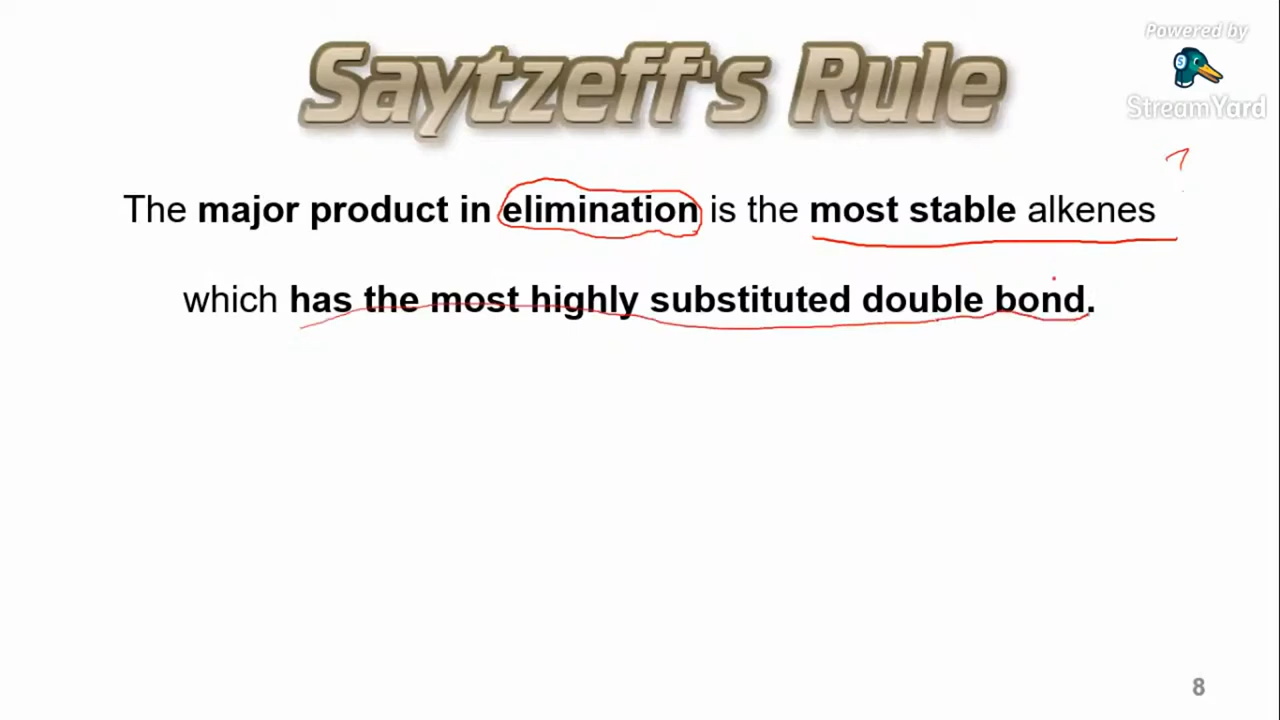 Powered by
Saytzeff's Rule
StreamYard
The major product in elimination is the most stable alkenes
which has the most highly substituted double bond.
8